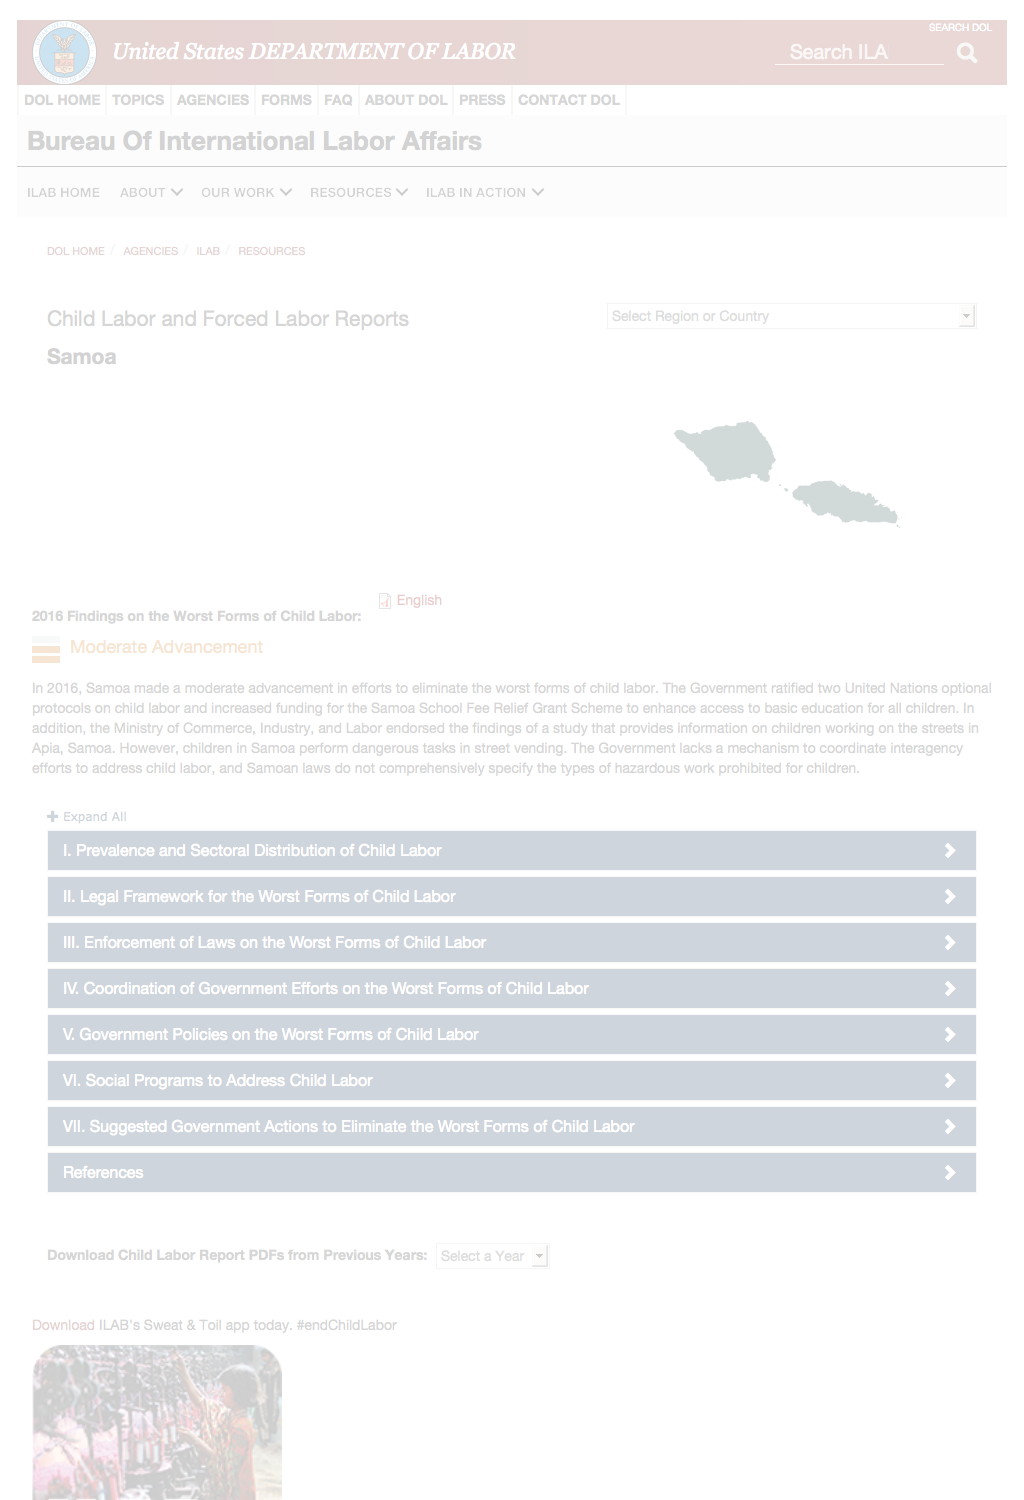 SEARCH DOL
United States DEPARTMENT OF LABOR
Search ILA
DOL HOME TOPICS AGENCIES FORMS FAQ ABOUT DOL PRESS CONTACT DOL
Bureau Of International Labor Affairs
ILAB HOME ABOUT OUR WORK RESOURCES ILAB IN ACTION
DOL HOME / AGENCIES / ILAB / RESOURCES
Child Labor and Forced Labor Reports
Select Region or Country
Samoa
English
2016 Findings on the Worst Forms of Child Labor:
Moderate Advancement
In 2016, Samoa made a moderate advancement in efforts to eliminate the worst forms of child labor. The Government ratified two United Nations optional
protocols on child labor and increased funding for the Samoa School Fee Relief Grant Scheme to enhance access to basic education for all children. In
addition, the Ministry of Commerce, Industry, and Labor endorsed the findings of a study that provides information on children working on the streets in
Apia, Samoa. However, children in Samoa perform dangerous tasks in street vending. The Government lacks a mechanism to coordinate interagency
efforts to address child labor, and Samoan laws do not comprehensively specify the types of hazardous work prohibited for children.
Expand All
I. Prevalence and Sectoral Distribution of Child Labor
II. Legal Framework for the Worst Forms of Child Labor
III. Enforcement of Laws on the Worst Forms of Child Labor
IV. Coordination of Government Efforts on the Worst Forms of Child Labor
V. Government Policies on the Worst Forms of Child Labor
VI. Social Programs to Address Child Labor
VII. Suggested Government Actions to Eliminate the Worst Forms of Child Labor
References
Download Child Labor Report PDFs from Previous Years: Select a Year
Download ILAB's Sweat & Toil app today. #endChildLabor